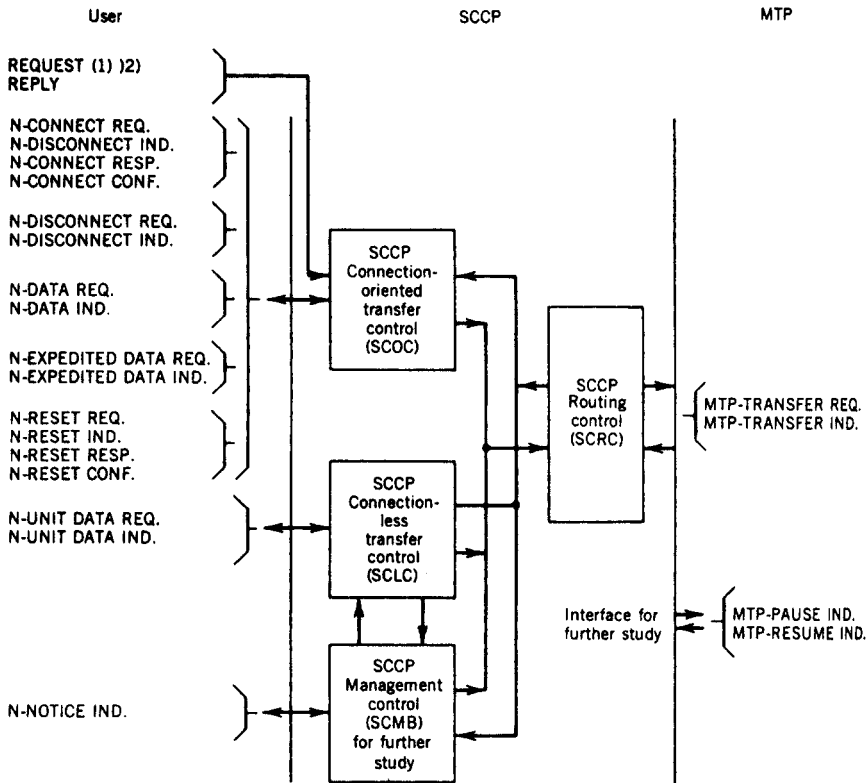 User
SCCP
MTP
REQUEST (1) )2)
REPLY
N-CONNECT REQ.
N-DISCONNECT IND.
N-CONNECT RESP.
N-CONNECT CONF.
N-DISCONNECT REQ.
N-DISCONNECT IND.
N-DATA REQ.
N-DATA IND.
N-EXPEDITED DATA REQ.
N-EXPEDITED DATA IND.
N-RESET REQ.
N-RESET IND.
N-RESET RESP.
N-RESET CONF.
N-UNIT DATA REQ.
N-UNIT DATA IND.
N-NOTICE IND.
SCCP
Connection-
oriented
transfer
control
(SCOC)
SCCP
Connection-
less
transfer
control
(SCLC)
SCCP
Management
control
(SCMB)
for further
study
SCCP
Routing
control
(SCRC)
MTP-TRANSFER REQ.
MTP-TRANSFER IND.
Interface for
further study
MTP-PAUSE IND.
MTP-RESUME IND.